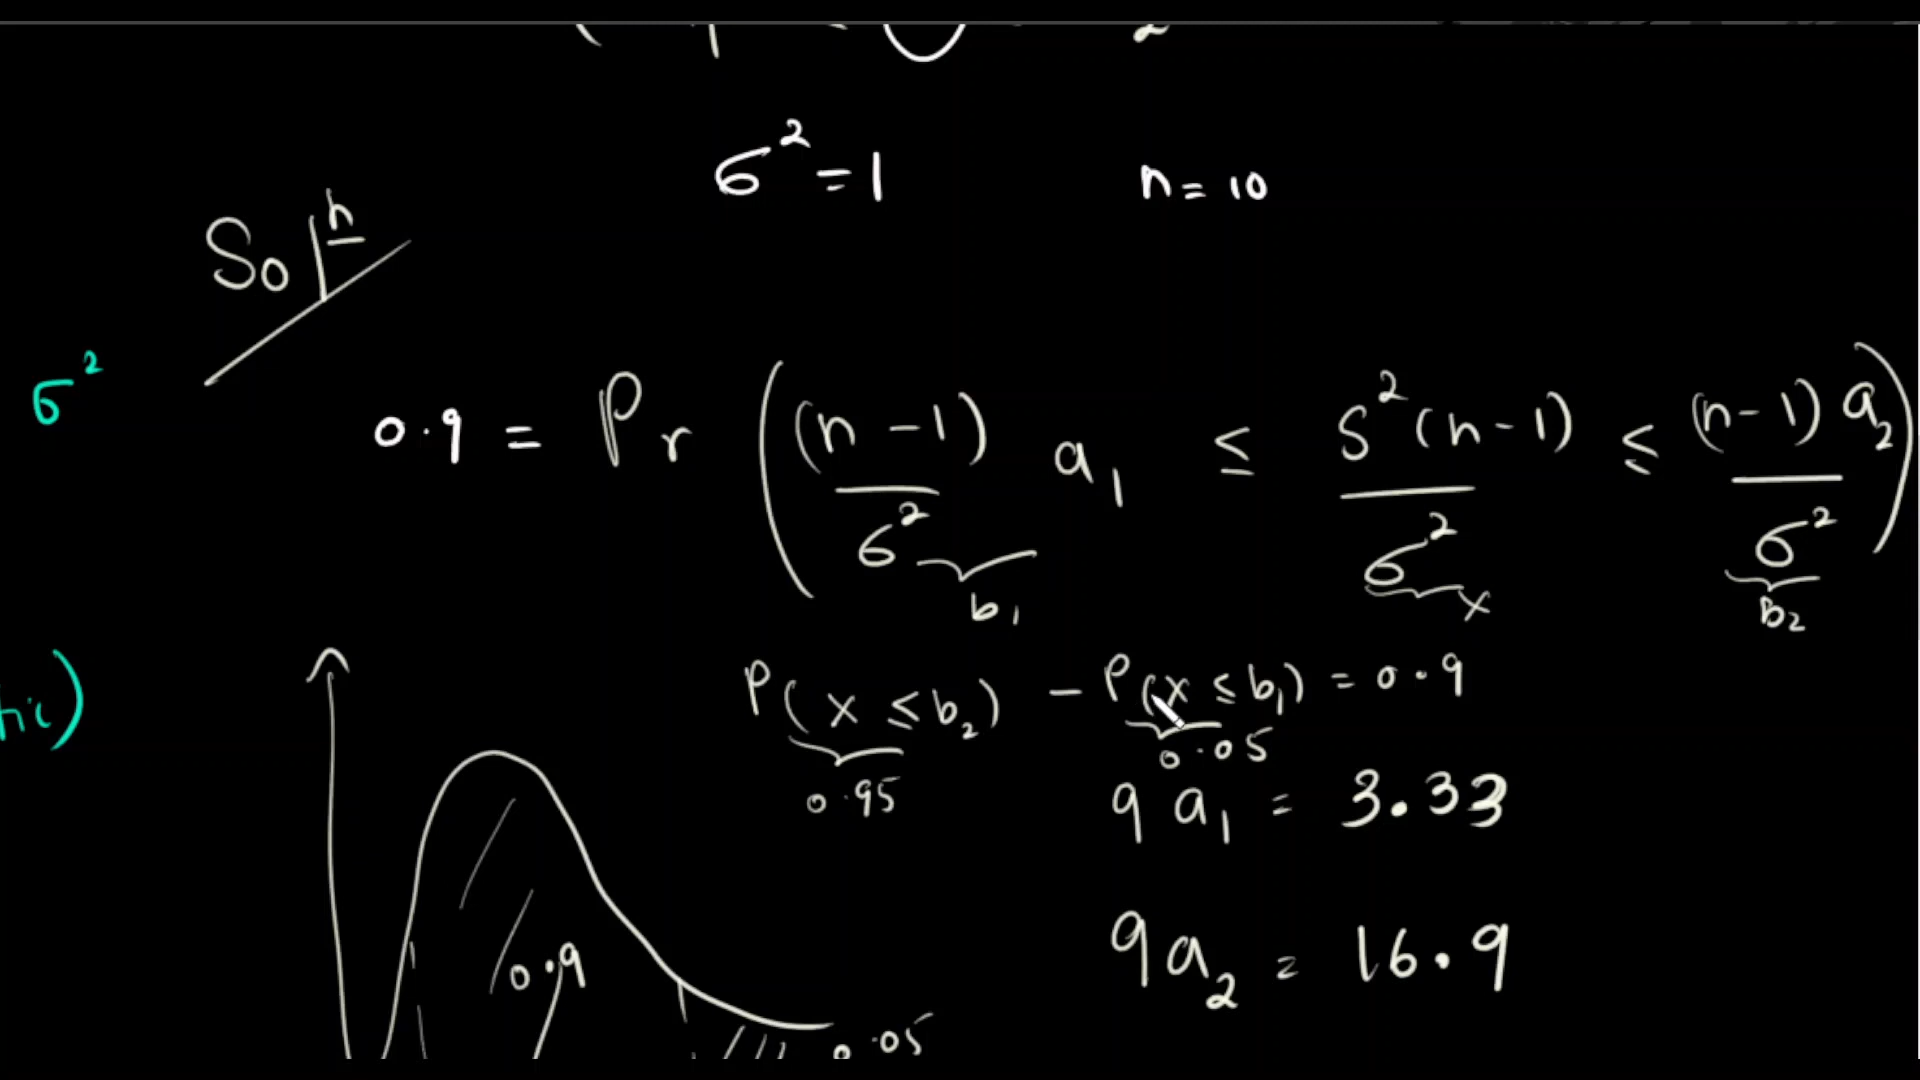 σ² = 1 n = 10
Solⁿ
σ²
0.9 = Pr ( (n-1)/σ² a₁ ≤ S²(n-1)/σ² ≤ (n-1) a₂/σ² )
b₁ x b₂
P(x ≤ b₂) - P(x ≤ b₁) = 0.9
0.95 0.05
9 a₁ = 3.33
9 a₂ = 16.9
0.9
0.05